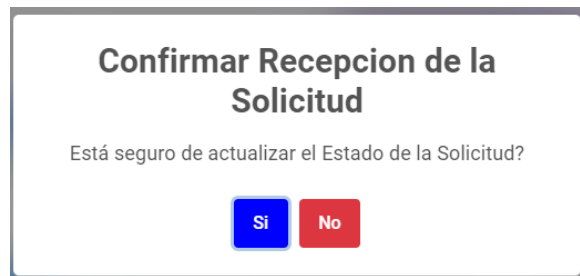 Confirmar Recepcion de la
Solicitud
Está seguro de actualizar el Estado de la Solicitud?
Si No